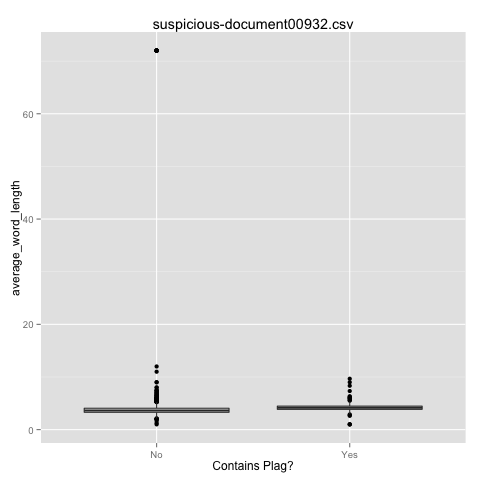 suspicious-document00932.csv
average_word_length
60
40
20
0
No
Yes
Contains Plag?